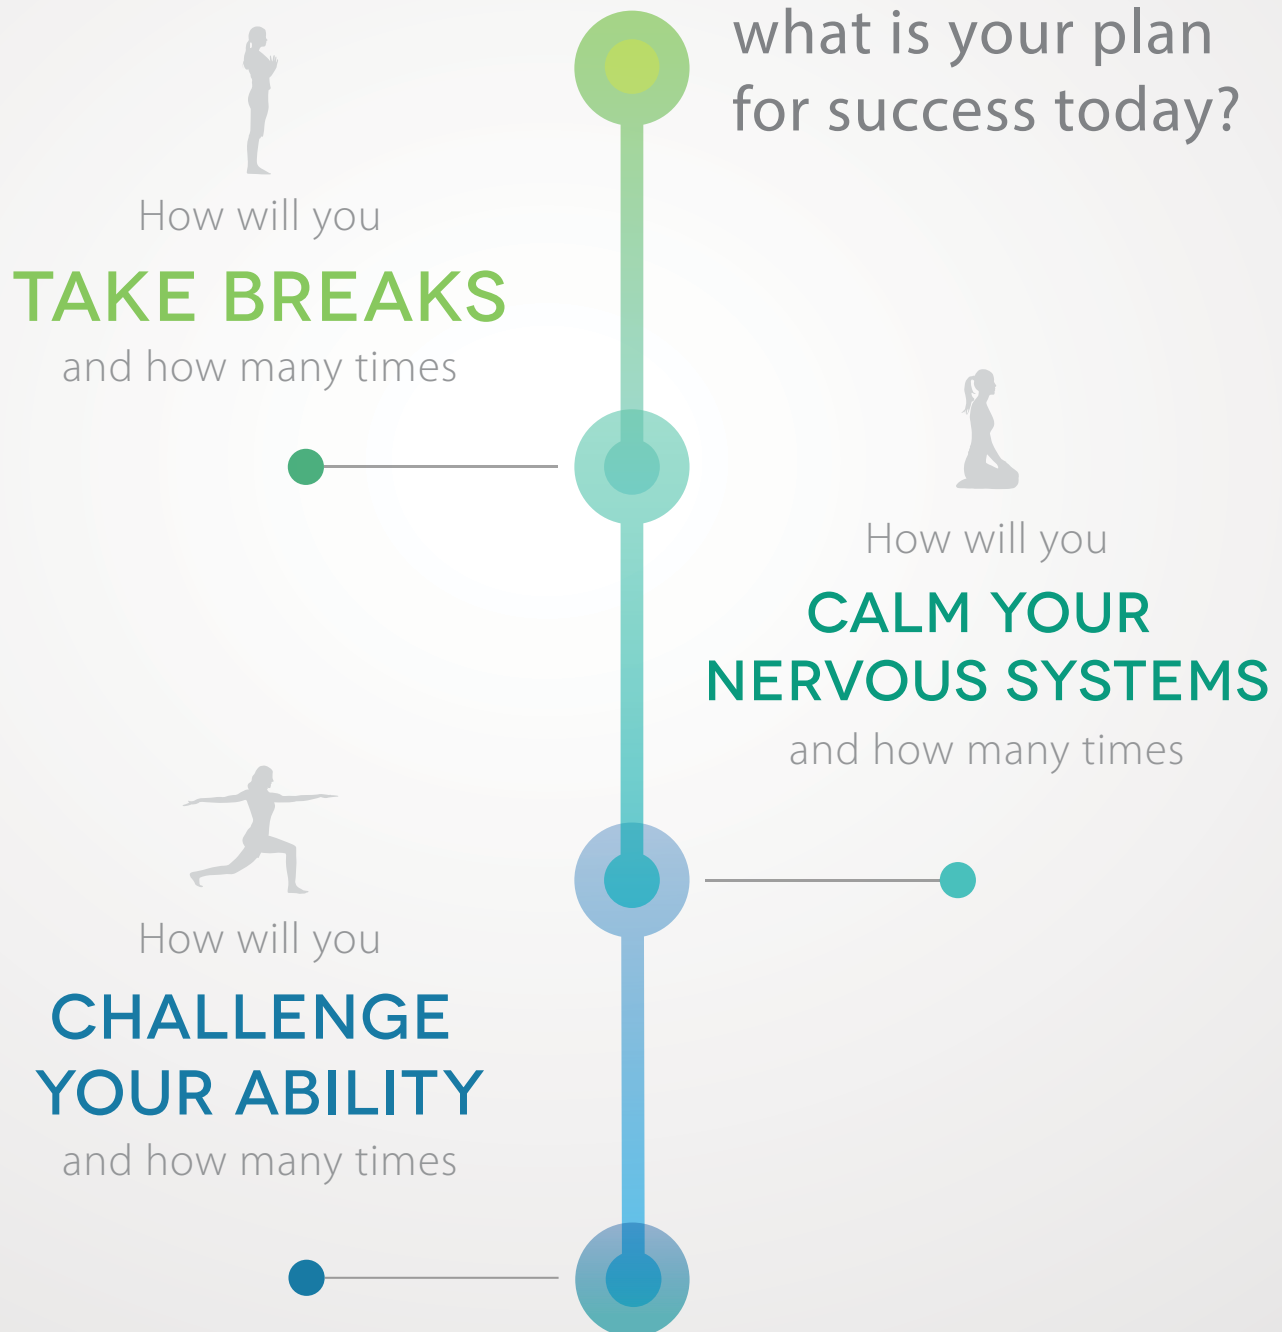 what is your plan
for success today?
How will you
TAKE BREAKS
and how many times
How will you
CALM YOUR
NERVOUS SYSTEMS
and how many times
How will you
CHALLENGE
YOUR ABILITY
and how many times